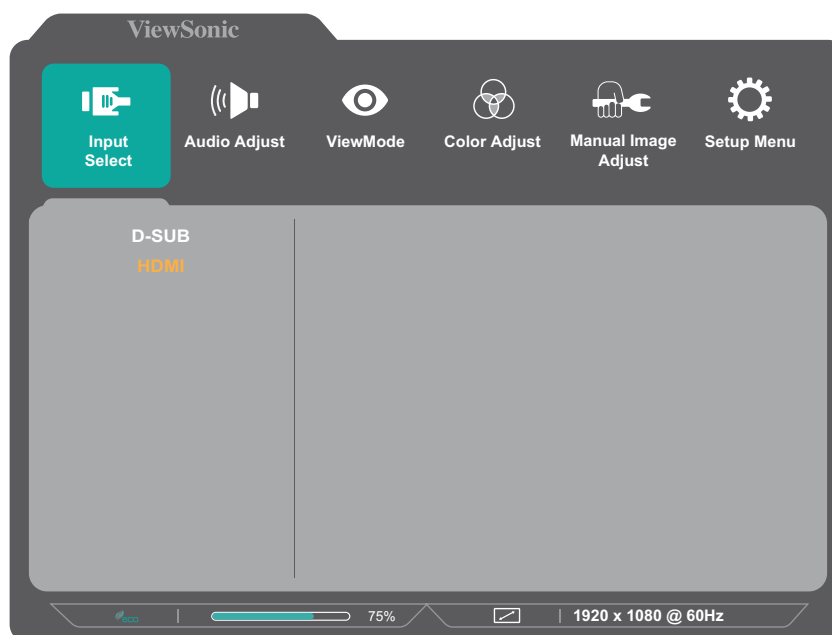 ViewSonic
Input Select
Audio Adjust
ViewMode
Color Adjust
Manual Image Adjust
Setup Menu
D-SUB
HDMI
eco
75%
1920 x 1080 @ 60Hz